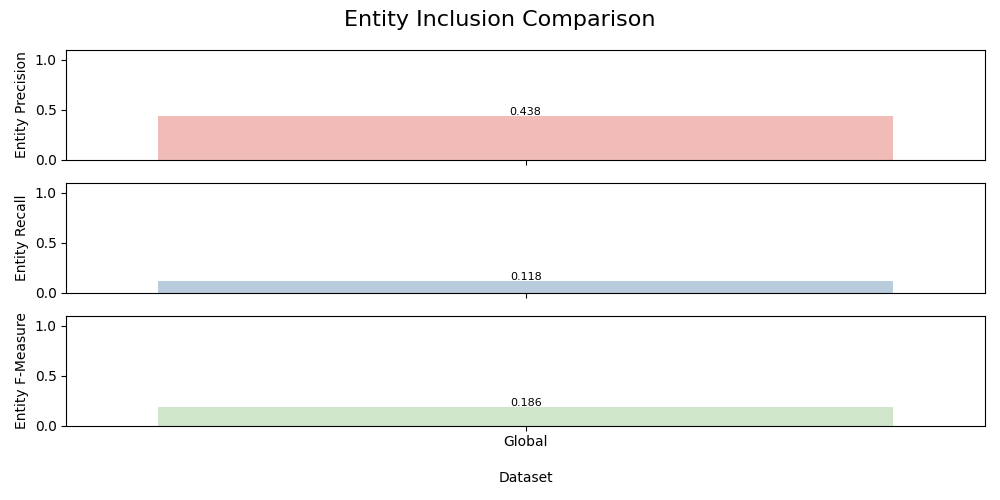 Entity Inclusion Comparison
Entity Precision
1.0
0.5
0.0
0.438
Entity Recall
1.0
0.5
0.0
0.118
Entity F-Measure
1.0
0.5
0.0
0.186
Global
Dataset